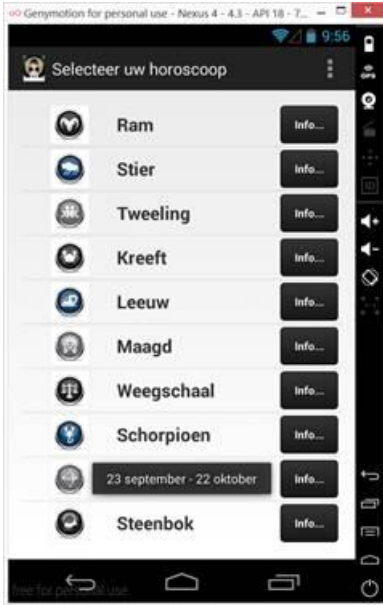 Genymotion for personal use - Nexus 4 - 4.3 - API 18 - 7...
9:56
Selecteer uw horoscoop
GPS
Ram Info...
Stier Info...
Tweeling Info...
Kreeft Info...
Leeuw Info...
Maagd Info...
Weegschaal Info...
Schorpioen Info...
23 september - 22 oktober Info...
Steenbok Info...
free for personal use